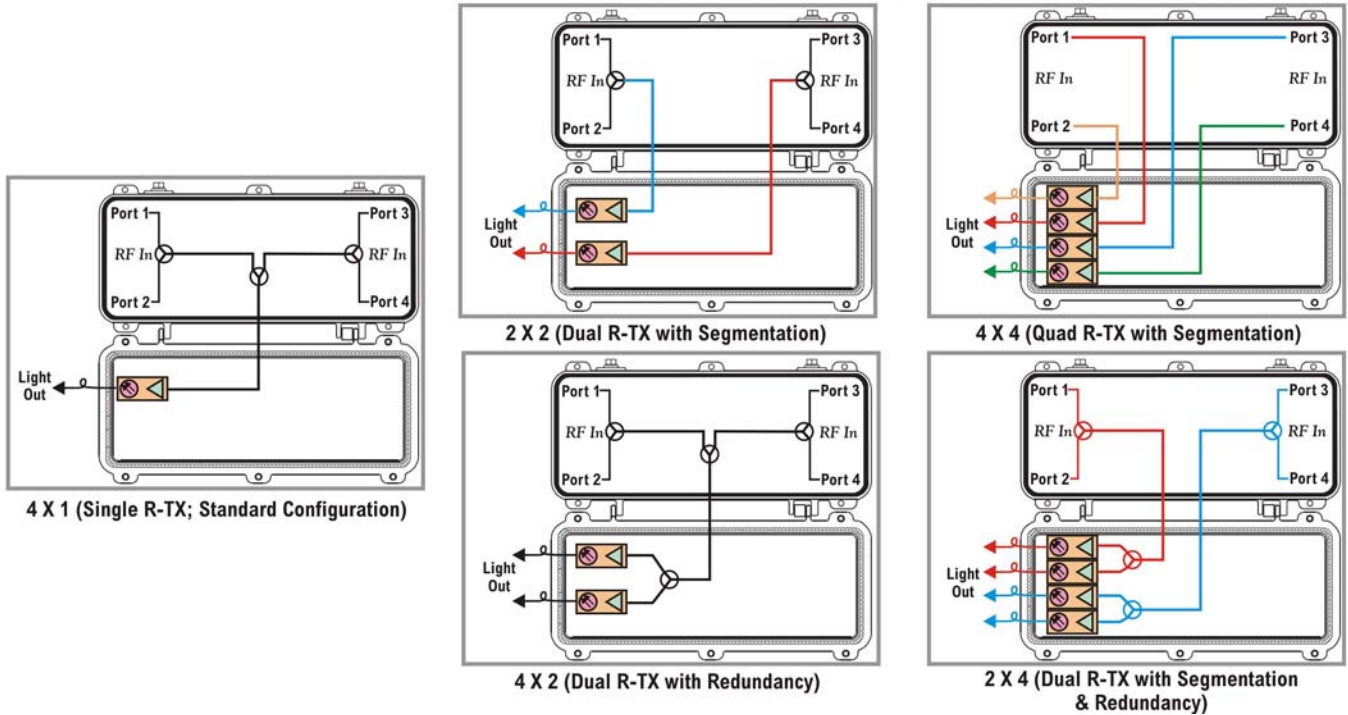 Port 1
Port 3
RF In
RF In
Port 2
Port 4
Light
Out
4 X 1 (Single R-TX; Standard Configuration)
Port 1
Port 3
RF In
RF In
Port 2
Port 4
Light
Out
2 X 2 (Dual R-TX with Segmentation)
Port 1
Port 3
RF In
RF In
Port 2
Port 4
Light
Out
4 X 4 (Quad R-TX with Segmentation)
Port 1
Port 3
RF In
RF In
Port 2
Port 4
Light
Out
4 X 2 (Dual R-TX with Redundancy)
Port 1
Port 3
RF In
RF In
Port 2
Port 4
Light
Out
2 X 4 (Dual R-TX with Segmentation
& Redundancy)